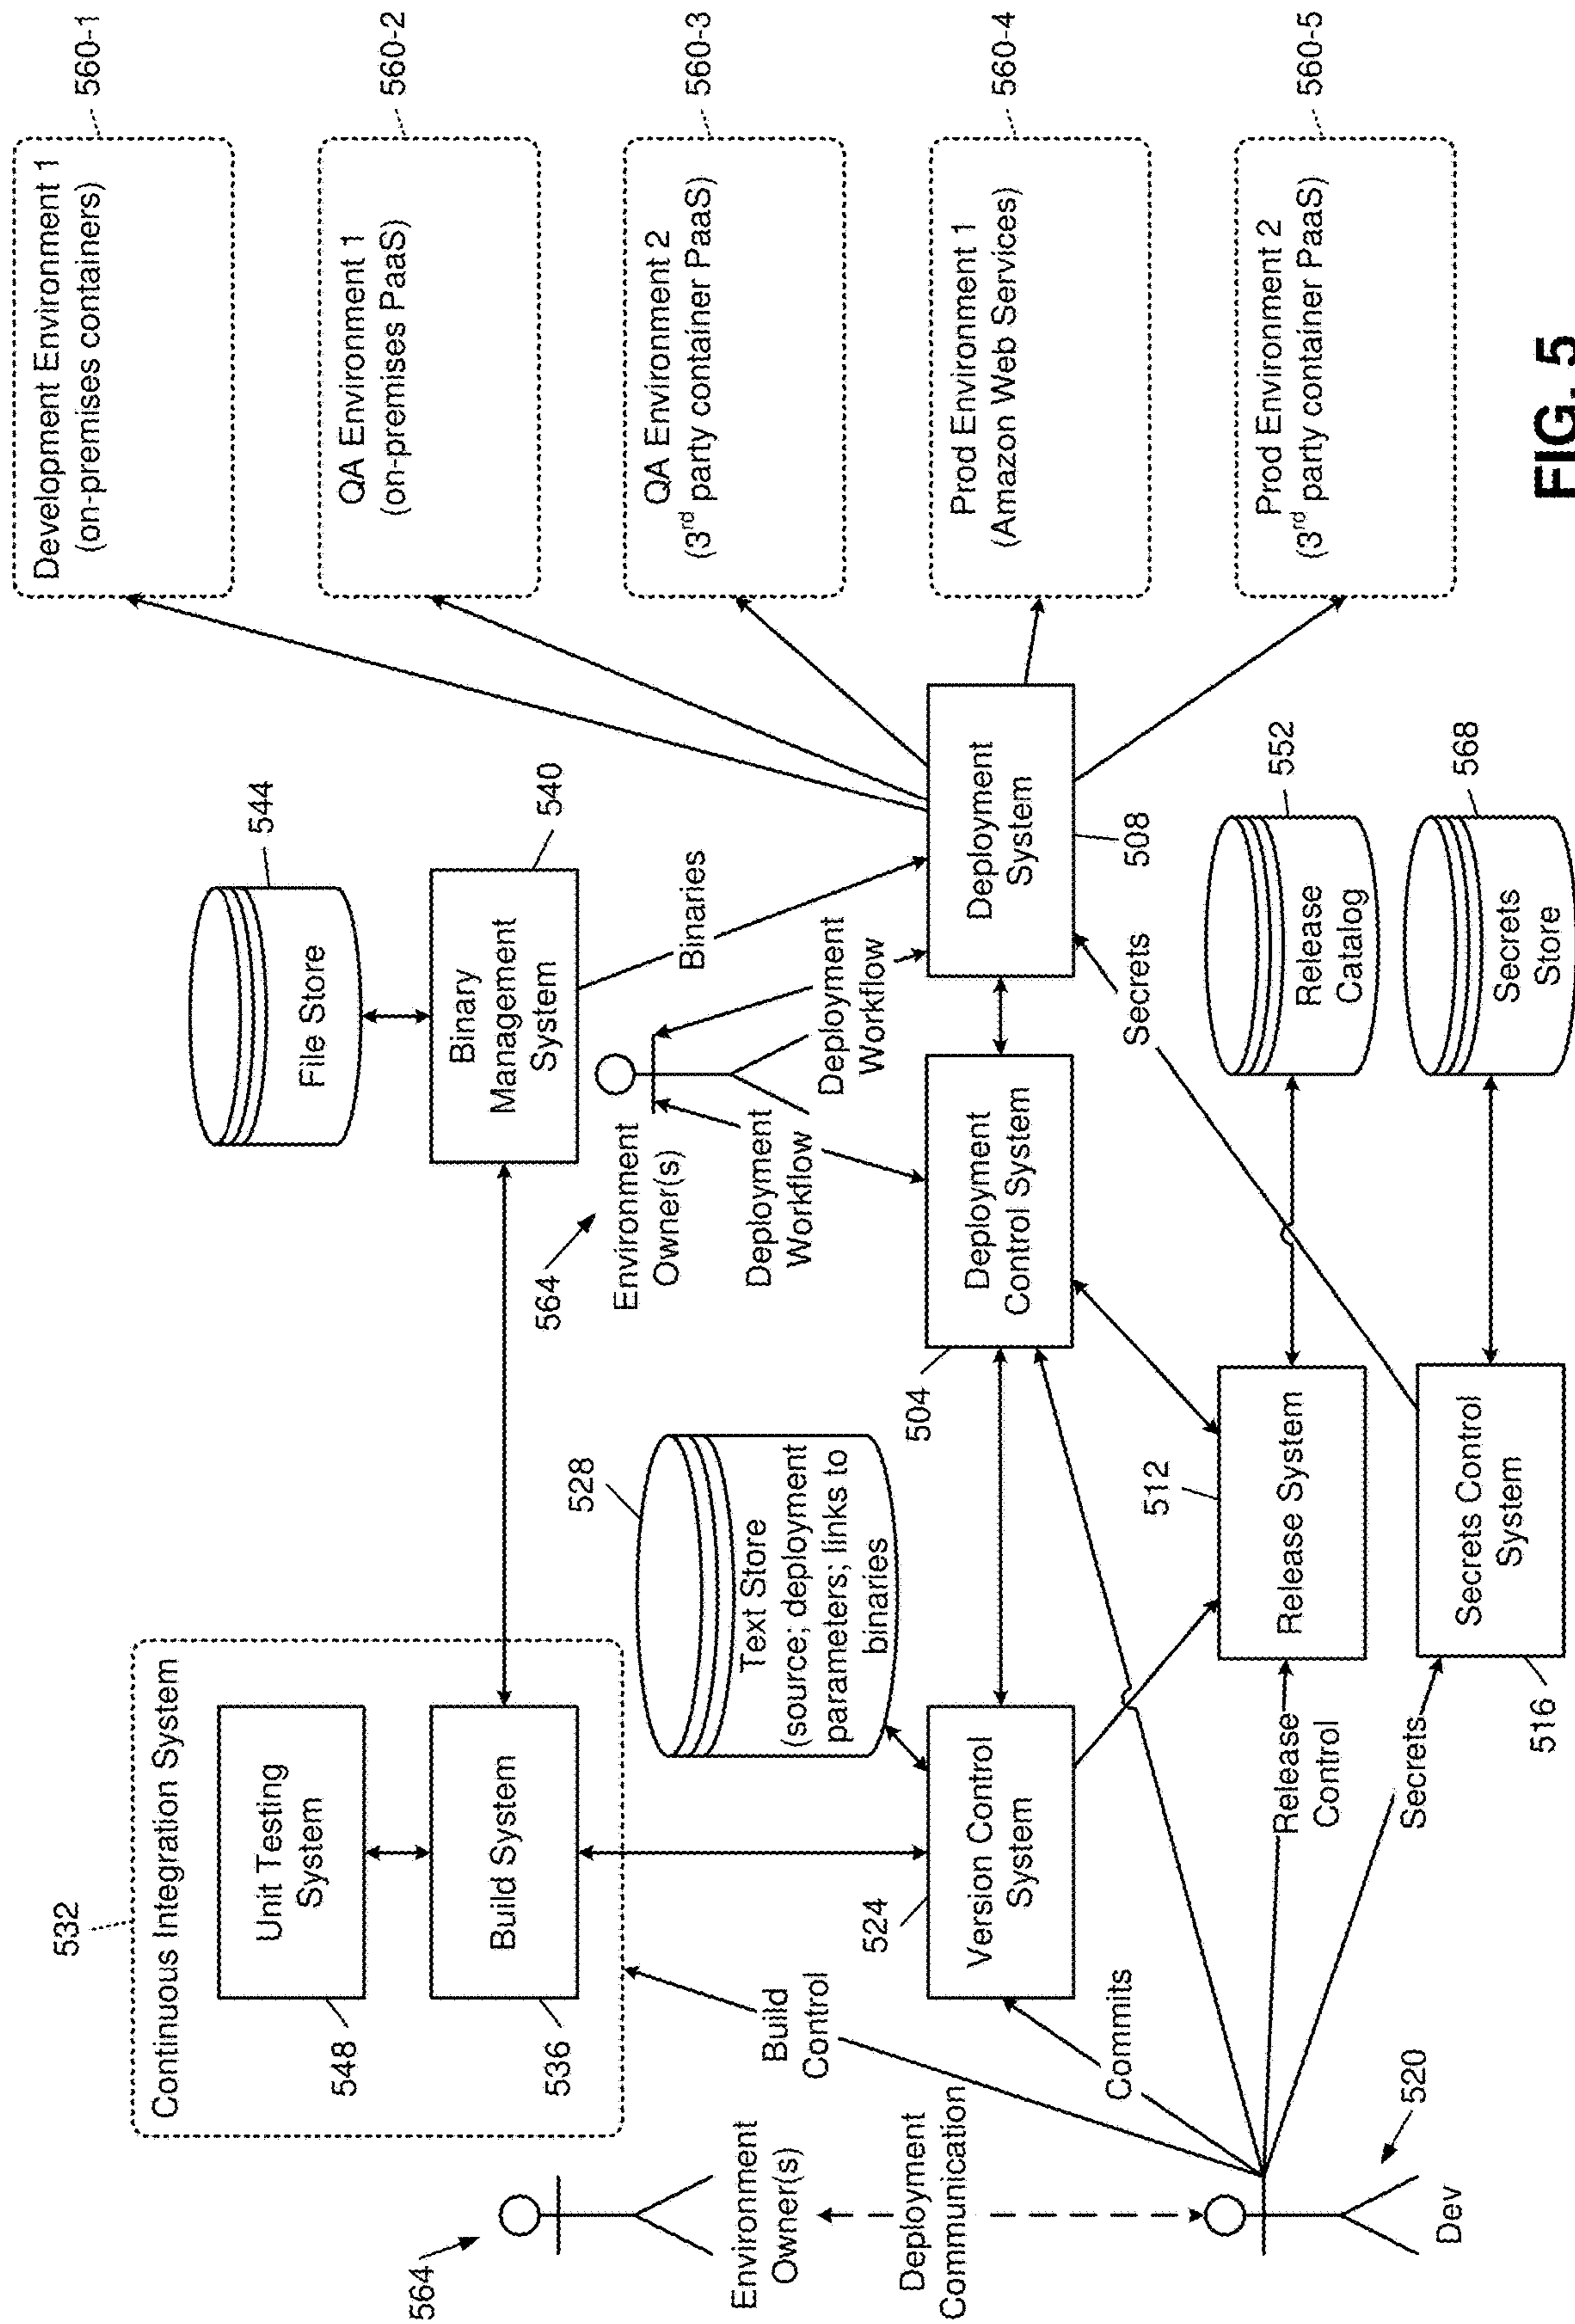 532
Continuous Integration System
Unit Testing
System
548
Build System
536
544
File Store
540
Binary
Management
System
Binaries
560-1
Development Environment 1
(on-premises containers)
560-2
QA Environment 1
(on-premises PaaS)
560-3
QA Environment 2
(3rd party container PaaS)
560-4
Prod Environment 1
(Amazon Web Services)
560-5
Prod Environment 2
(3rd party container PaaS)
564
Environment
Owner(s)
Deployment
Communication
520
Dev
Build
Control
Commits
524
Version Control
System
528
Text Store
(source; deployment
parameters; links to
binaries
564
Environment
Owner(s)
Deployment
Workflow
Deployment
Workflow
504
Deployment
Control System
Deployment
System
508
Secrets
512
Release System
Release
Control
552
Release
Catalog
Secrets
516
Secrets Control
System
568
Secrets
Store
FIG. 5